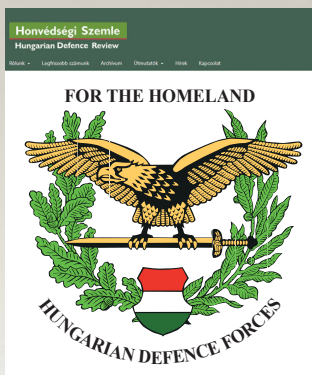 Honvédségi Szemle
Hungarian Defence Review
Rólunk Legfrissebb számunk Archívum Útmutatók Hírek Kapcsolat
FOR THE HOMELAND
HUNGARIAN DEFENCE FORCES